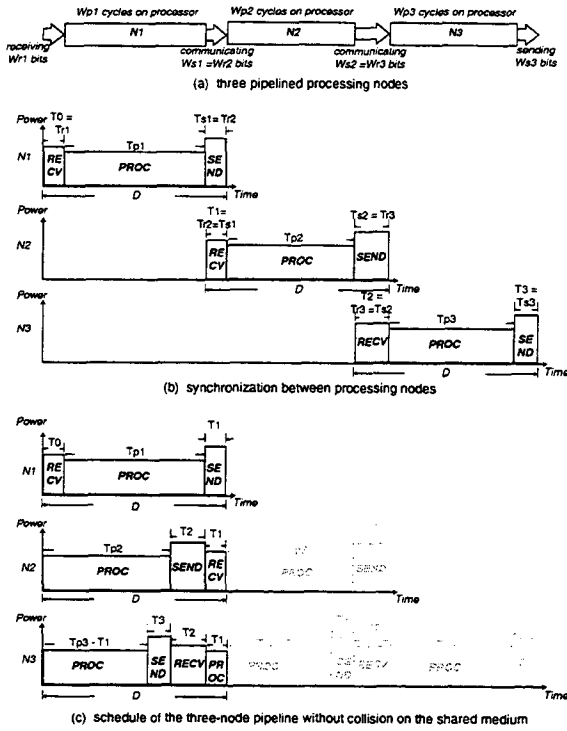 Wp1 cycles on processor
Wp2 cycles on processor
Wp3 cycles on processor
N1
N2
N3
receiving
Wr1 bits
communicating
Ws1 =Wr2 bits
communicating
Ws2 =Wr3 bits
sending
Ws3 bits
(a) three pipelined processing nodes
Power
T0 =
Tr1
Tp1
Ts1=Tr2
N1
RE
CV
PROC
SE
ND
D
Time
Power
T1=
Tr2=Ts1
Tp2
Ts2 = Tr3
N2
RE
CV
PROC
SEND
D
Time
Power
T2 =
Tr3 =Ts2
Tp3
T3 =
Ts3
N3
RECV
PROC
SE
ND
D
Time
(b) synchronization between processing nodes
Power
T0
Tp1
T1
N1
RE
CV
PROC
SE
ND
D
Time
Power
Tp2
T2
T1
N2
PROC
SEND
RE
CV
PROC
SEND
D
Time
Power
Tp3 - T1
T3
T2
T1
N3
PROC
SE
ND
RECV
PR
OC
PROC
ND
RECV
PROC
D
Time
(c) schedule of the three-node pipeline without collision on the shared medium